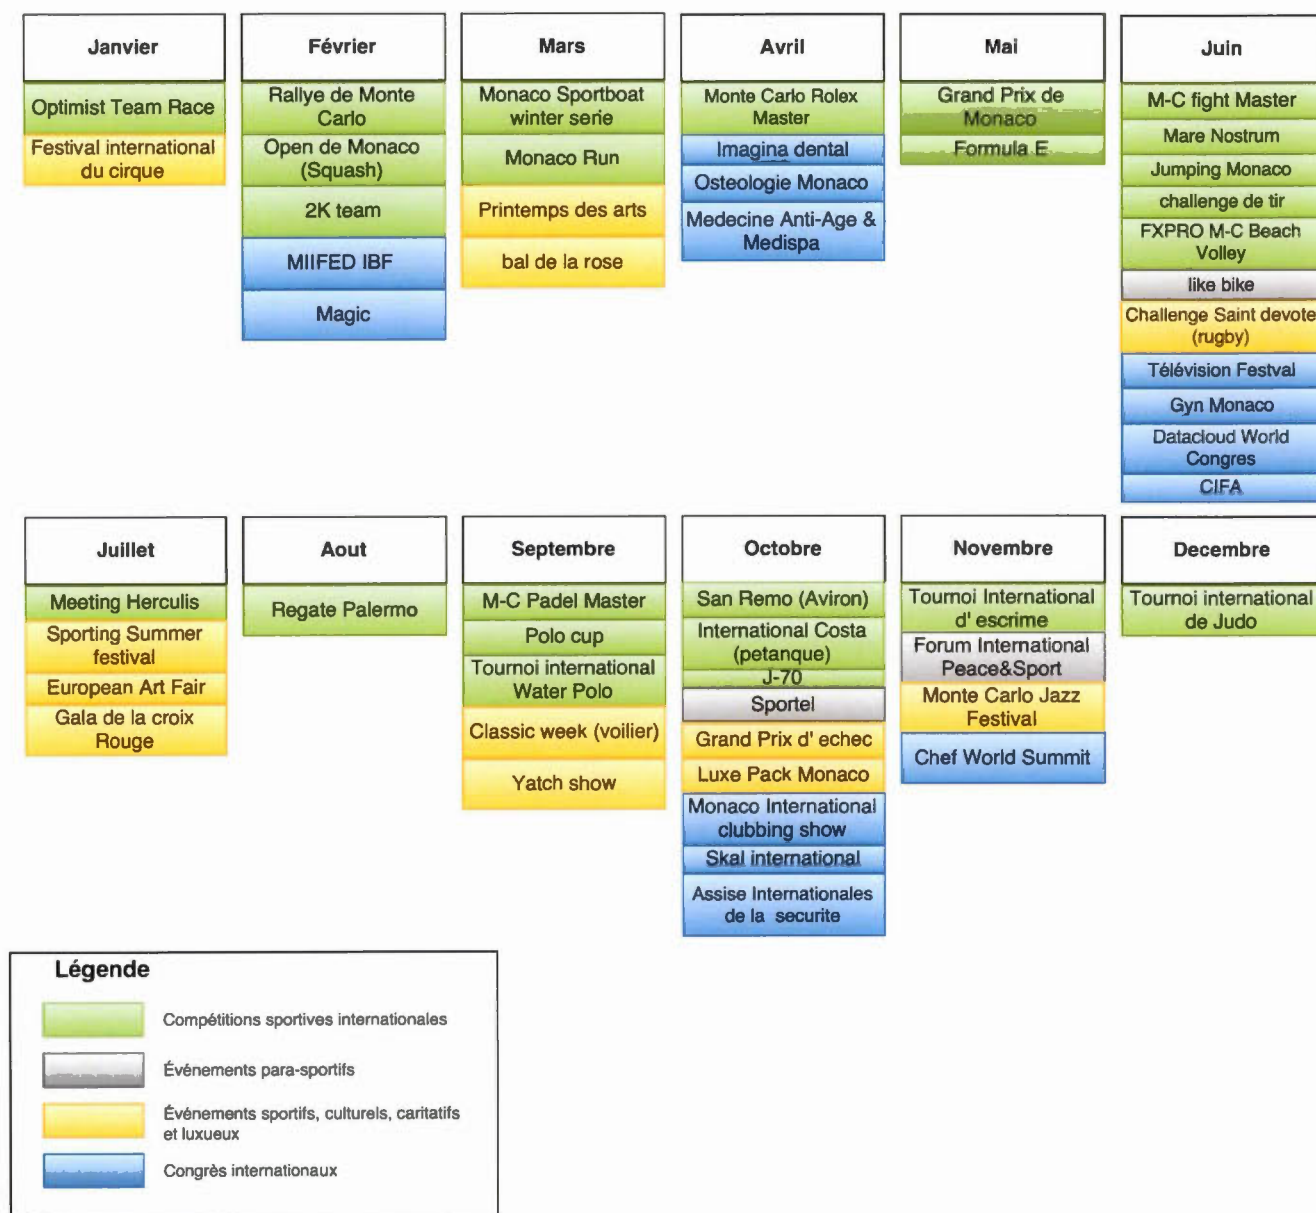 Janvier
Optimist Team Race
Festival international
du cirque
Février
Rallye de Monte
Carlo
Open de Monaco
(Squash)
2K team
MIIFED IBF
Magic
Mars
Monaco Sportboat
winter serie
Monaco Run
Printemps des arts
bal de la rose
Avril
Monte Carlo Rolex
Master
Imagina dental
Osteologie Monaco
Medecine Anti-Age &
Medispa
Mai
Grand Prix de
Monaco
Formula E
Juin
M-C fight Master
Mare Nostrum
Jumping Monaco
challenge de tir
FXPRO M-C Beach
Volley
like bike
Challenge Saint devote
(rugby)
Télévision Festval
Gyn Monaco
Datacloud World
Congres
CIFA
Juillet
Meeting Herculis
Sporting Summer
festival
European Art Fair
Gala de la croix
Rouge
Aout
Regate Palermo
Septembre
M-C Padel Master
Polo cup
Tournoi international
Water Polo
Classic week (voilier)
Yatch show
Octobre
San Remo (Aviron)
International Costa
(petanque)
J-70
Sportel
Grand Prix d' echec
Luxe Pack Monaco
Monaco International
clubbing show
Skal international
Assise Internationales
de la securite
Novembre
Tournoi International
d' escrime
Forum International
Peace&Sport
Monte Carlo Jazz
Festival
Chef World Summit
Decembre
Tournoi international
de Judo
Légende
Compétitions sportives internationales
Événements para-sportifs
Événements sportifs, culturels, caritatifs
et luxueux
Congrès internationaux